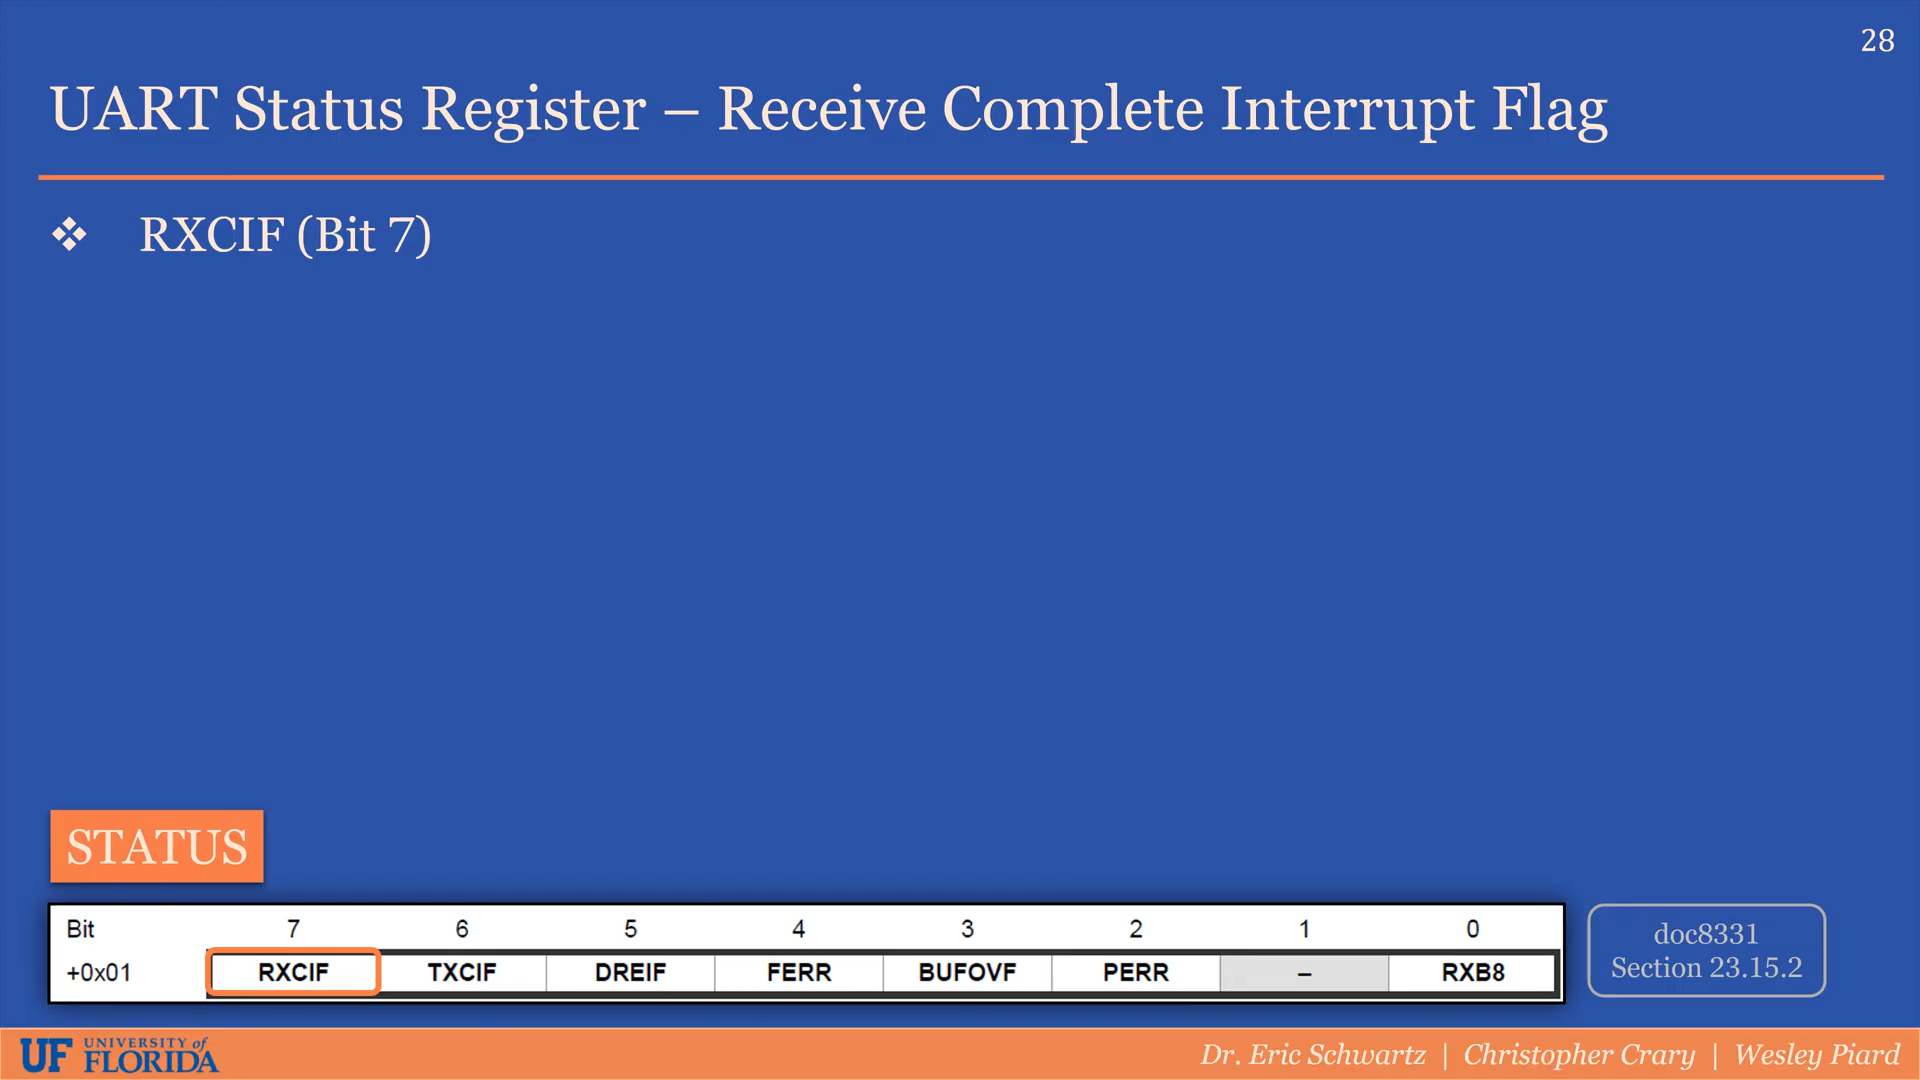 28
UART Status Register – Receive Complete Interrupt Flag
❖ RXCIF (Bit 7)
STATUS
Bit 7 6 5 4 3 2 1 0
+0x01 RXCIF TXCIF DREIF FERR BUFOVF PERR – RXB8
doc8331
Section 23.15.2
UF UNIVERSITY of
FLORIDA
Dr. Eric Schwartz | Christopher Crary | Wesley Piard